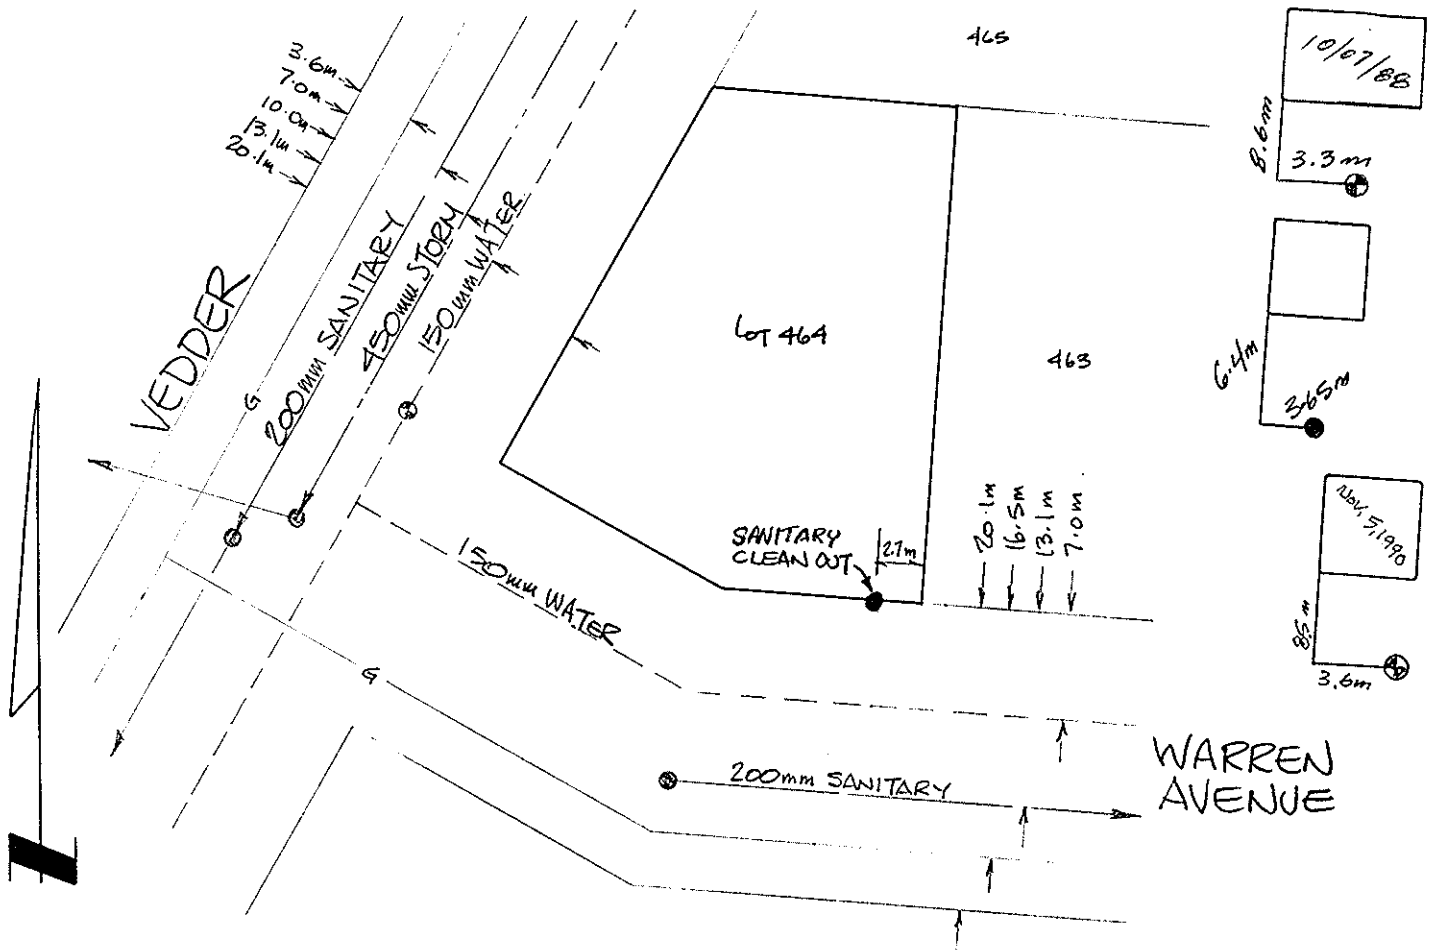 465
3.6m
7.0m
10.0m
13.1m
20.1m
VEDDER
G
200mm SANITARY
450mm STORM
150mm WATER
LOT 464
463
SANITARY
CLEAN OUT
2.7m
20.1m
16.5m
13.1m
7.0m
150mm WATER
G
200mm SANITARY
WARREN
AVENUE
10/07/88
8.6m
3.3m
6.4m
3.65m
Nov, 5, 1990
8.5m
3.6m